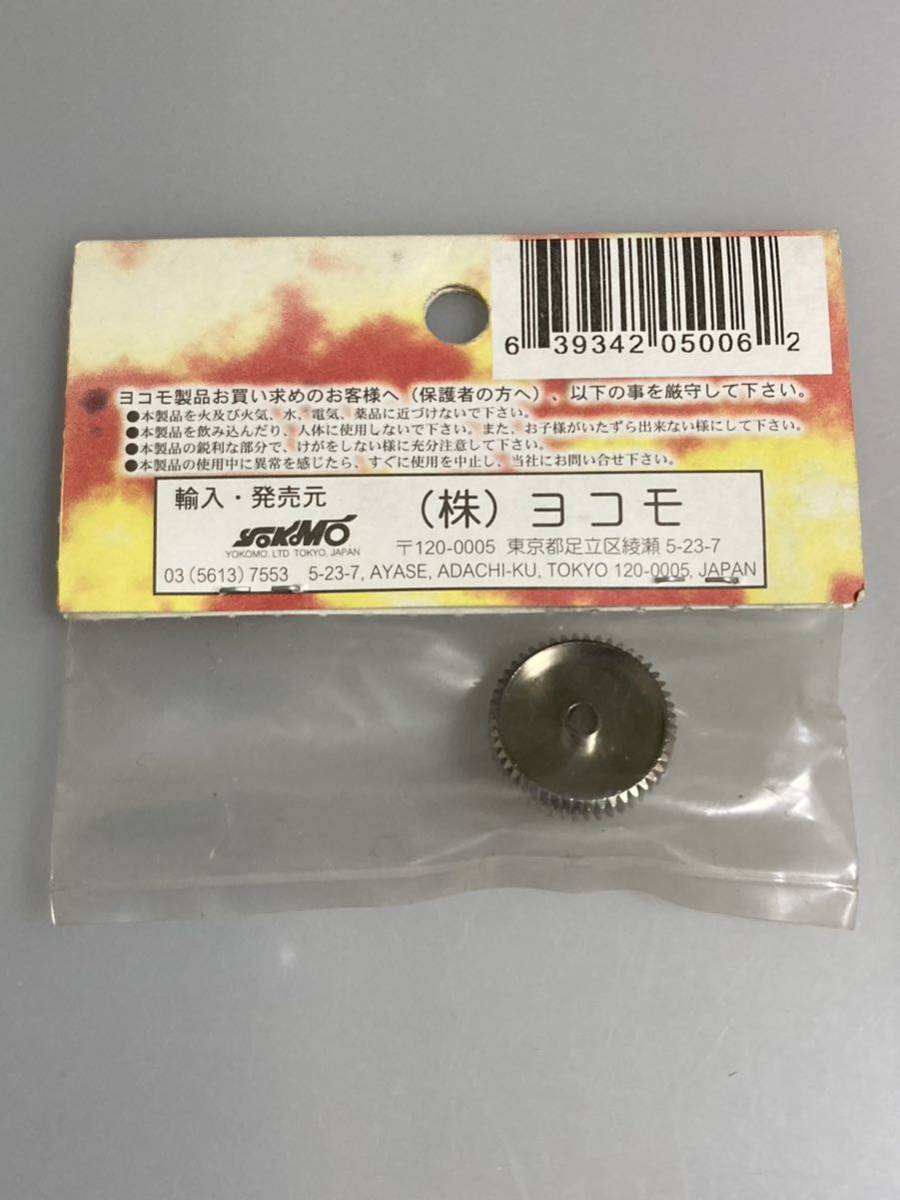 6 39342 05006 2
ヨコモ製品お買い求めのお客様へ（保護者の方へ）、以下の事を厳守して下さい。
●本製品を火及び火気、水、電気、薬品に近づけないで下さい。
●本製品を飲み込んだり、人体に使用しないで下さい。また、お子様がいたずら出来ない様にして下さい。
●本製品の鋭利な部分で、けがをしない様に充分注意して下さい。
●本製品の使用中に異常を感じたら、すぐに使用を中止し、当社にお問い合せ下さい。
輸入・発売元 （株）ヨコモ
YOKOMO
YOKOMO, LTD TOKYO, JAPAN 〒120-0005 東京都足立区綾瀬 5-23-7
03 (5613) 7553 5-23-7, AYASE, ADACHI-KU, TOKYO 120-0005, JAPAN